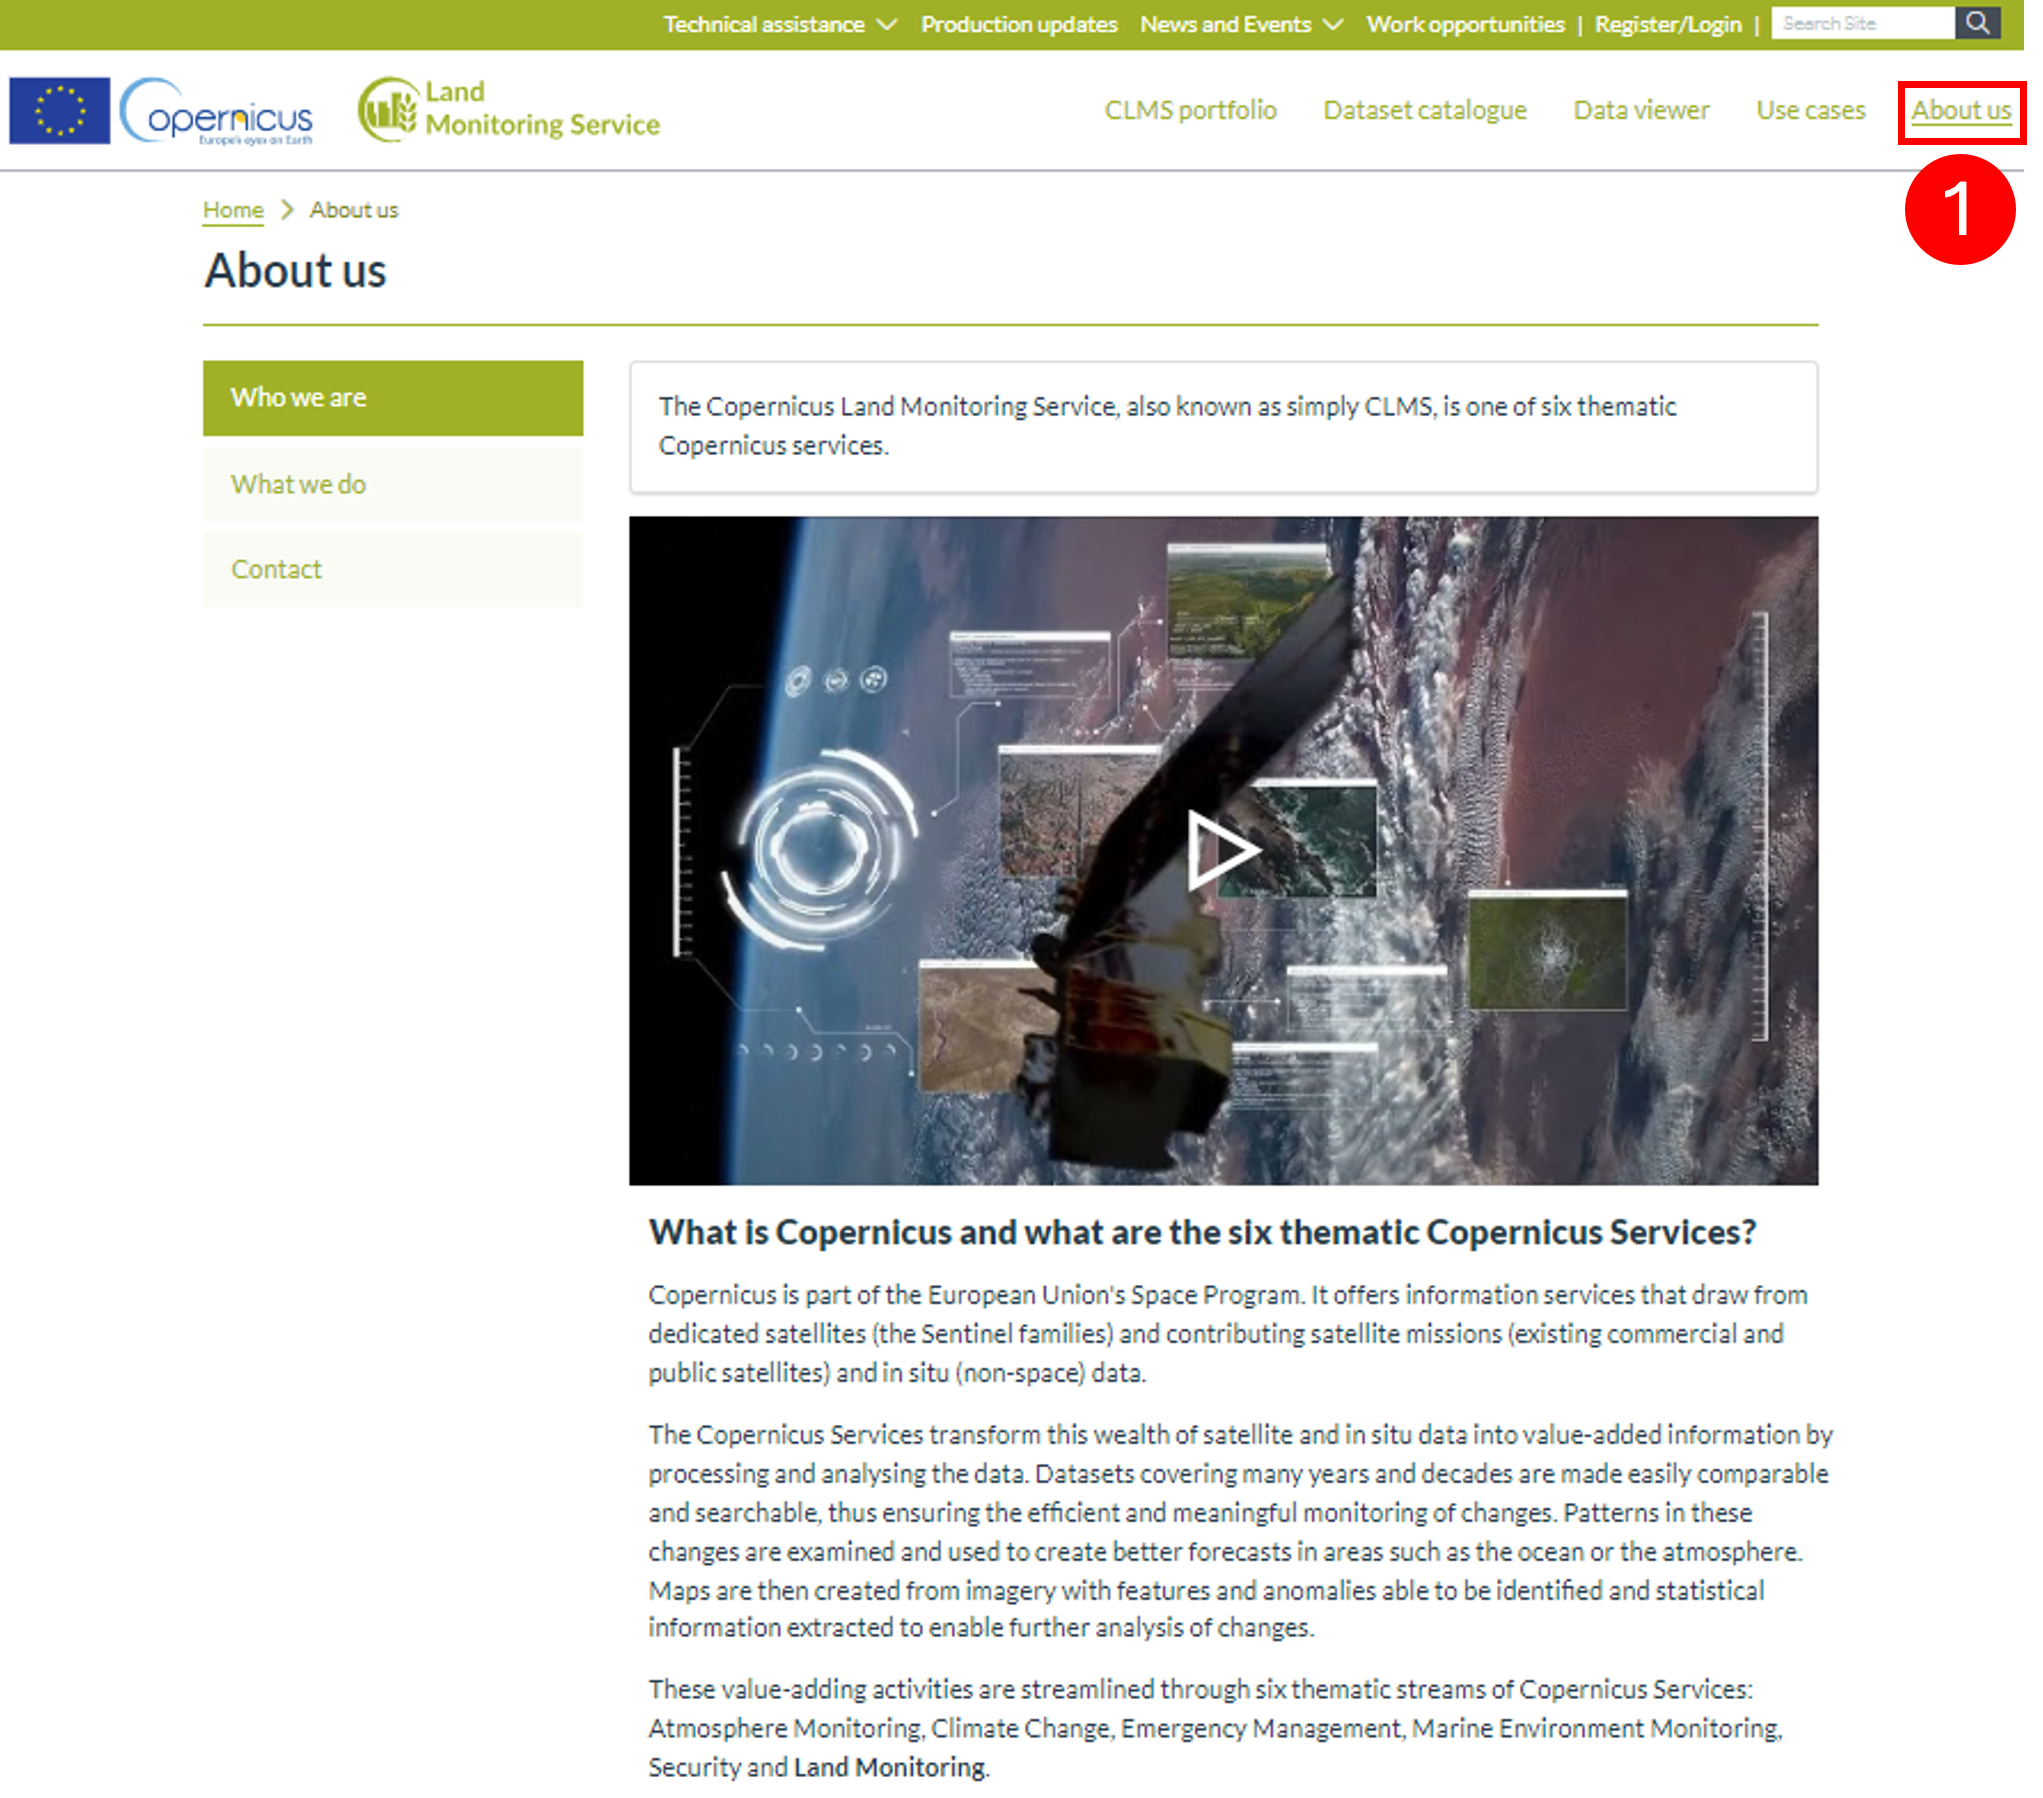 Technical assistance Production updates News and Events Work opportunities | Register/Login | Search Site
Copernicus
Europe's eyes on Earth
Land
Monitoring Service
CLMS portfolio Dataset catalogue Data viewer Use cases About us
1
Home > About us
About us
Who we are
What we do
Contact
The Copernicus Land Monitoring Service, also known as simply CLMS, is one of six thematic
Copernicus services.
What is Copernicus and what are the six thematic Copernicus Services?
Copernicus is part of the European Union's Space Program. It offers information services that draw from
dedicated satellites (the Sentinel families) and contributing satellite missions (existing commercial and
public satellites) and in situ (non-space) data.
The Copernicus Services transform this wealth of satellite and in situ data into value-added information by
processing and analysing the data. Datasets covering many years and decades are made easily comparable
and searchable, thus ensuring the efficient and meaningful monitoring of changes. Patterns in these
changes are examined and used to create better forecasts in areas such as the ocean or the atmosphere.
Maps are then created from imagery with features and anomalies able to be identified and statistical
information extracted to enable further analysis of changes.
These value-adding activities are streamlined through six thematic streams of Copernicus Services:
Atmosphere Monitoring, Climate Change, Emergency Management, Marine Environment Monitoring,
Security and Land Monitoring.